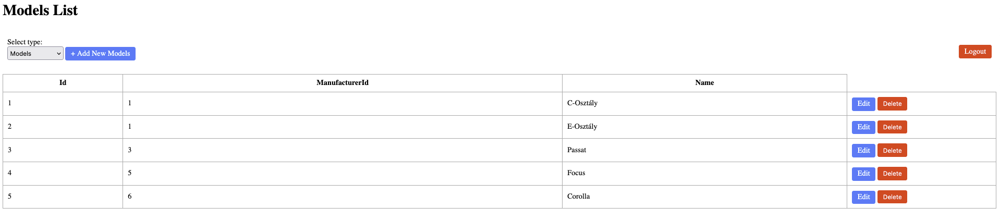 Models List
Select type:
Models + Add New Models Logout
Id ManufacturerId Name
1 1 C-Osztály Edit Delete
2 1 E-Osztály Edit Delete
3 3 Passat Edit Delete
4 5 Focus Edit Delete
5 6 Corolla Edit Delete